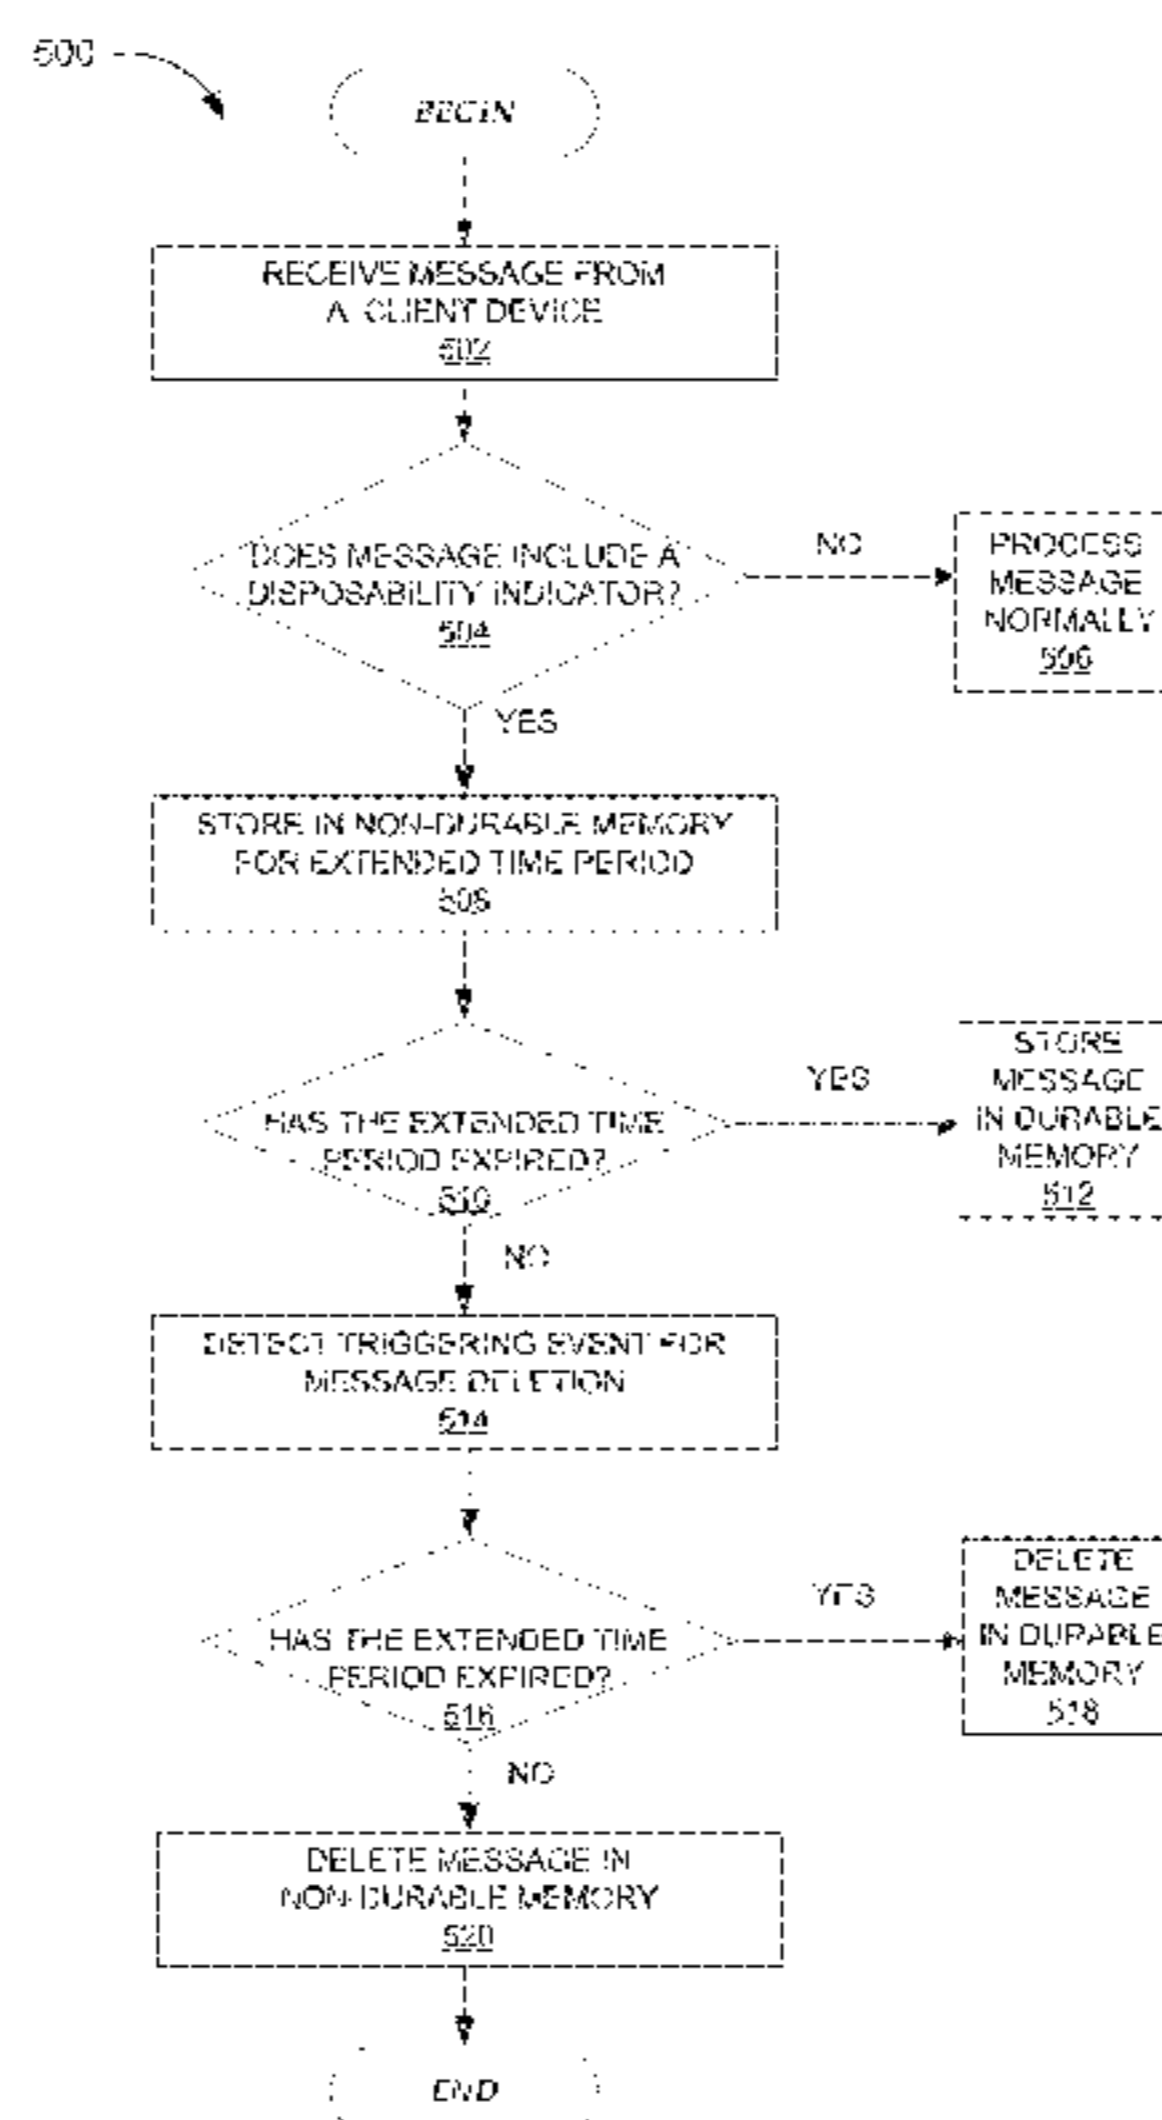 500
BEGIN
RECEIVE MESSAGE FROM
A CLIENT DEVICE
502
DOES MESSAGE INCLUDE A
DISPOSABILITY INDICATOR?
504
NO
PROCESS
MESSAGE
NORMALLY
506
YES
STORE IN NON-DURABLE MEMORY
FOR EXTENDED TIME PERIOD
508
HAS THE EXTENDED TIME
PERIOD EXPIRED?
510
YES
STORE
MESSAGE
IN DURABLE
MEMORY
512
NO
DETECT TRIGGERING EVENT FOR
MESSAGE DELETION
514
HAS THE EXTENDED TIME
PERIOD EXPIRED?
516
YES
DELETE
MESSAGE
IN DURABLE
MEMORY
518
NO
DELETE MESSAGE IN
NON-DURABLE MEMORY
520
END